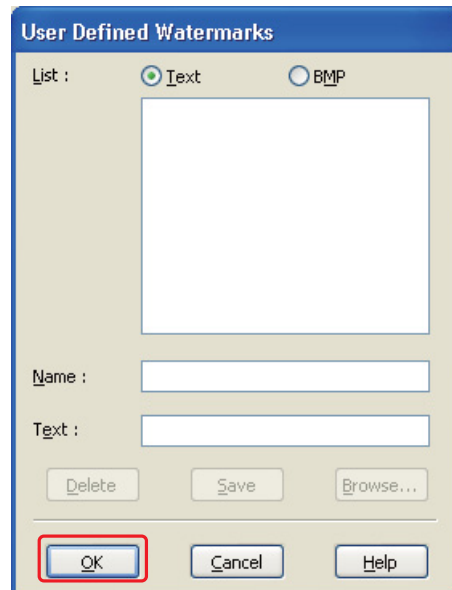 User Defined Watermarks
List : Text BMP
Name :
Text :
Delete Save Browse...
OK Cancel Help